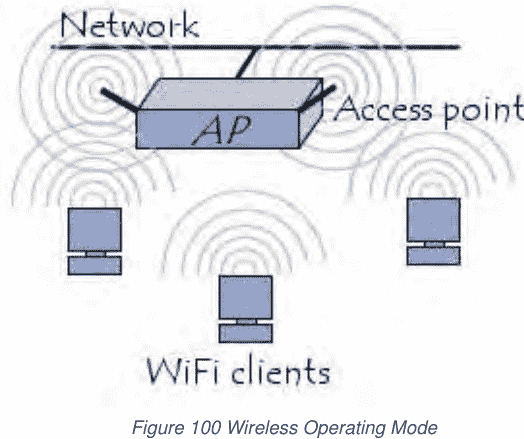 Network
Access point
AP
WiFi clients
Figure 100 Wireless Operating Mode